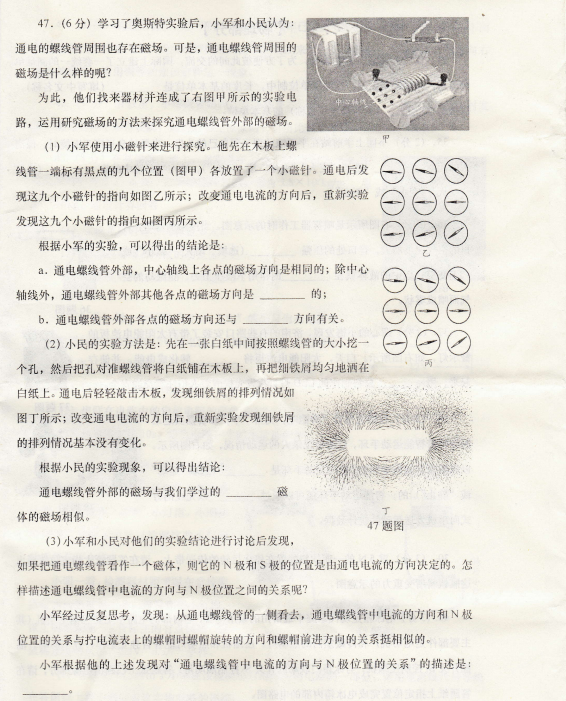 47.(6分)学习了奥斯特实验后,小军和小民认为:
通电的螺线管周围也存在磁场。可是,通电螺线管周围的
磁场是什么样的呢?
为此,他们找来器材并连成了右图甲所示的实验电
路,运用研究磁场的方法来探究通电螺线管外部的磁场。
中心轴线
甲
(1)小军使用小磁针来进行探究。他先在木板上螺
线管一端标有黑点的九个位置(图甲)各放置了一个小磁针。通电后发
现这九个小磁针的指向如图乙所示;改变通电电流的方向后,重新实验
发现这九个小磁针的指向如图丙所示。
乙
根据小军的实验,可以得出的结论是:
a.通电螺线管外部,中心轴线上各点的磁场方向是相同的;除中心
轴线外,通电螺线管外部其他各点的磁场方向是 ______ 的;
b.通电螺线管外部各点的磁场方向还与 ______ 方向有关。
丙
(2)小民的实验方法是:先在一张白纸中间按照螺线管的大小挖一
个孔,然后把孔对准螺线管将白纸铺在木板上,再把细铁屑均匀地洒在
白纸上。通电后轻轻敲击木板,发现细铁屑的排列情况如
图丁所示;改变通电电流的方向后,重新实验发现细铁屑
的排列情况基本没有变化。
根据小民的实验现象,可以得出结论:
通电螺线管外部的磁场与我们学过的 ______ 磁
体的磁场相似。
丁
47题图
(3)小军和小民对他们的实验结论进行讨论后发现,
如果把通电螺线管看作一个磁体,则它的N极和S极的位置是由通电电流的方向决定的。怎
样描述通电螺线管中电流的方向与N极位置之间的关系呢?
小军经过反复思考,发现:从通电螺线管的一侧看去,通电螺线管中电流的方向和N极
位置的关系与拧电流表上的螺帽时螺帽旋转的方向和螺帽前进方向的关系挺相似的。
小军根据他的上述发现对“通电螺线管中电流的方向与N极位置的关系”的描述是:
______。